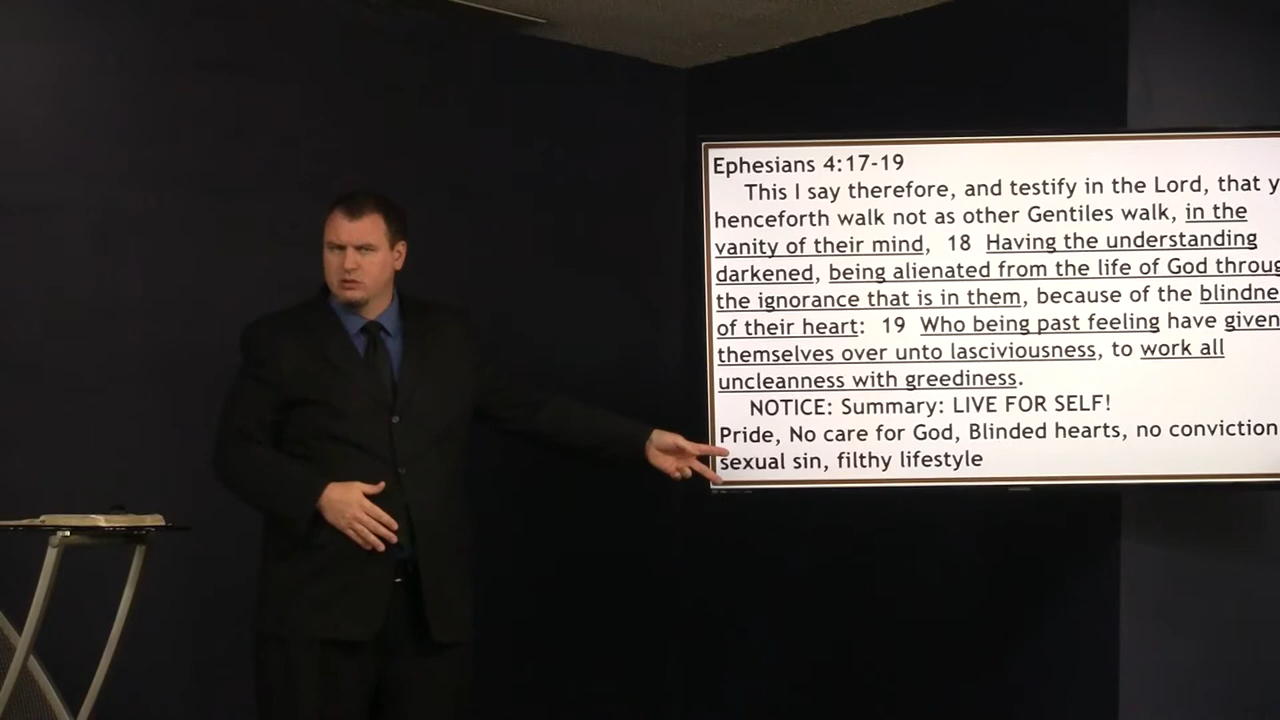 Ephesians 4:17-19
This I say therefore, and testify in the Lord, that y
henceforth walk not as other Gentiles walk, in the
vanity of their mind, 18 Having the understanding
darkened, being alienated from the life of God throug
the ignorance that is in them, because of the blindne
of their heart: 19 Who being past feeling have given
themselves over unto lasciviousness, to work all
uncleanness with greediness.
NOTICE: Summary: LIVE FOR SELF!
Pride, No care for God, Blinded hearts, no conviction
sexual sin, filthy lifestyle